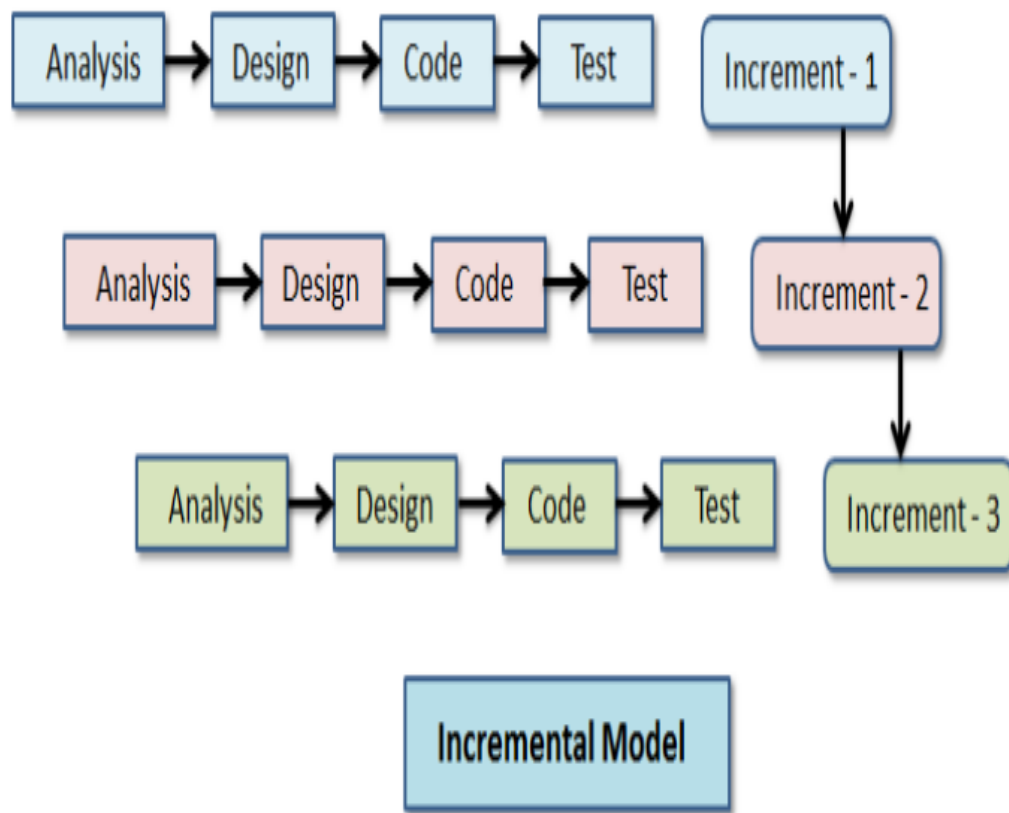 Analysis Design Code Test Increment - 1
Analysis Design Code Test Increment - 2
Analysis Design Code Test Increment - 3
Incremental Model